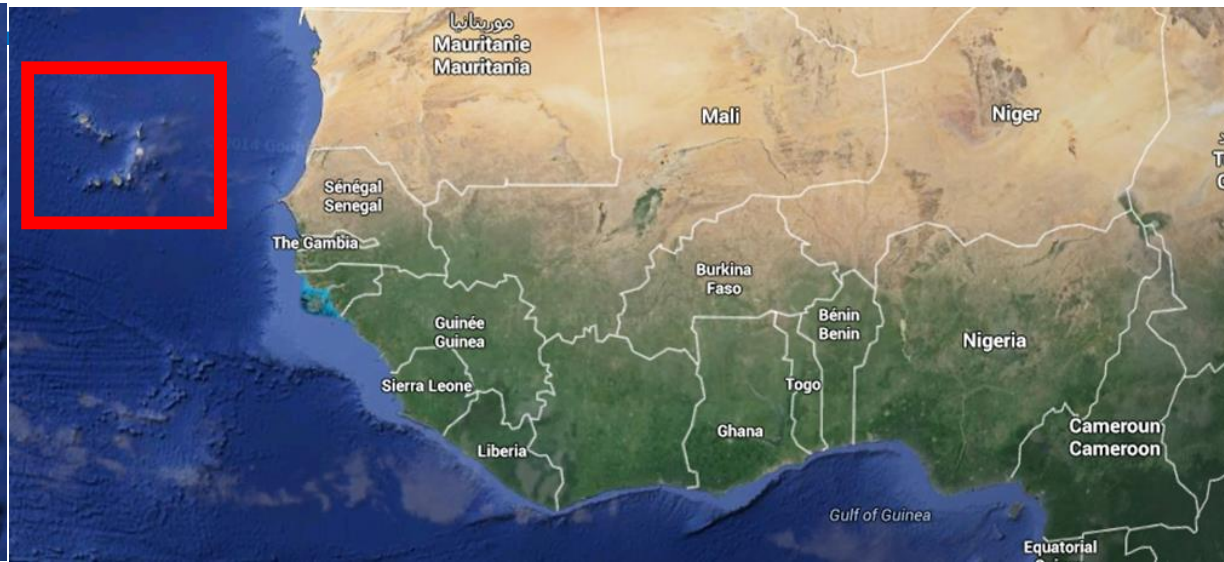 موريتانيا
Mauritanie
Mauritania
Mali
Niger
Sénégal
Senegal
The Gambia
Burkina
Faso
Bénin
Benin
Guinée
Guinea
Nigeria
Sierra Leone
Togo
Ghana
Liberia
Cameroun
Cameroon
Gulf of Guinea
Equatorial